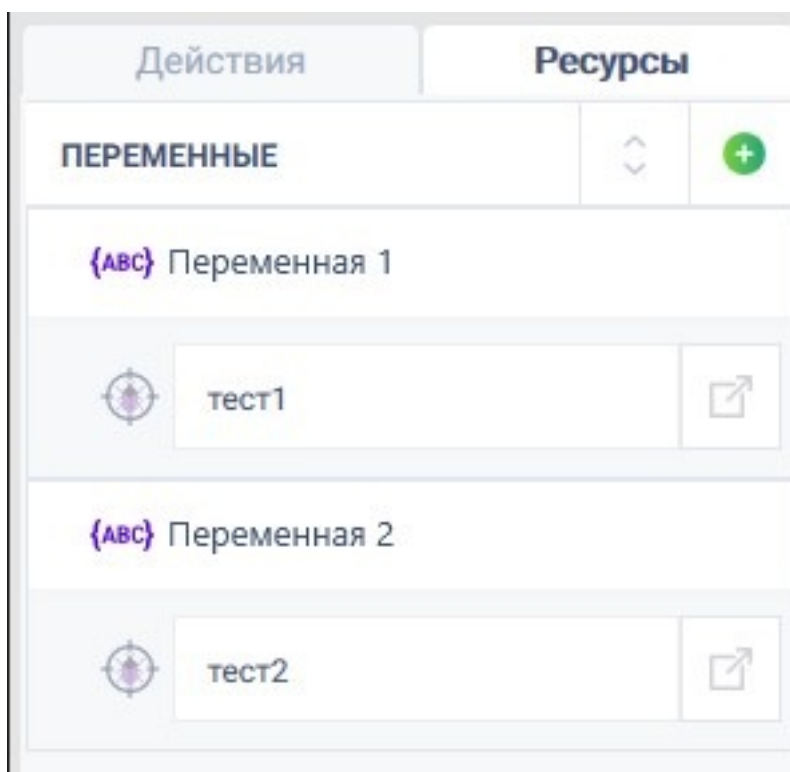 Действия Ресурсы
ПЕРЕМЕННЫЕ
{ABC} Переменная 1
тест1
{ABC} Переменная 2
тест2